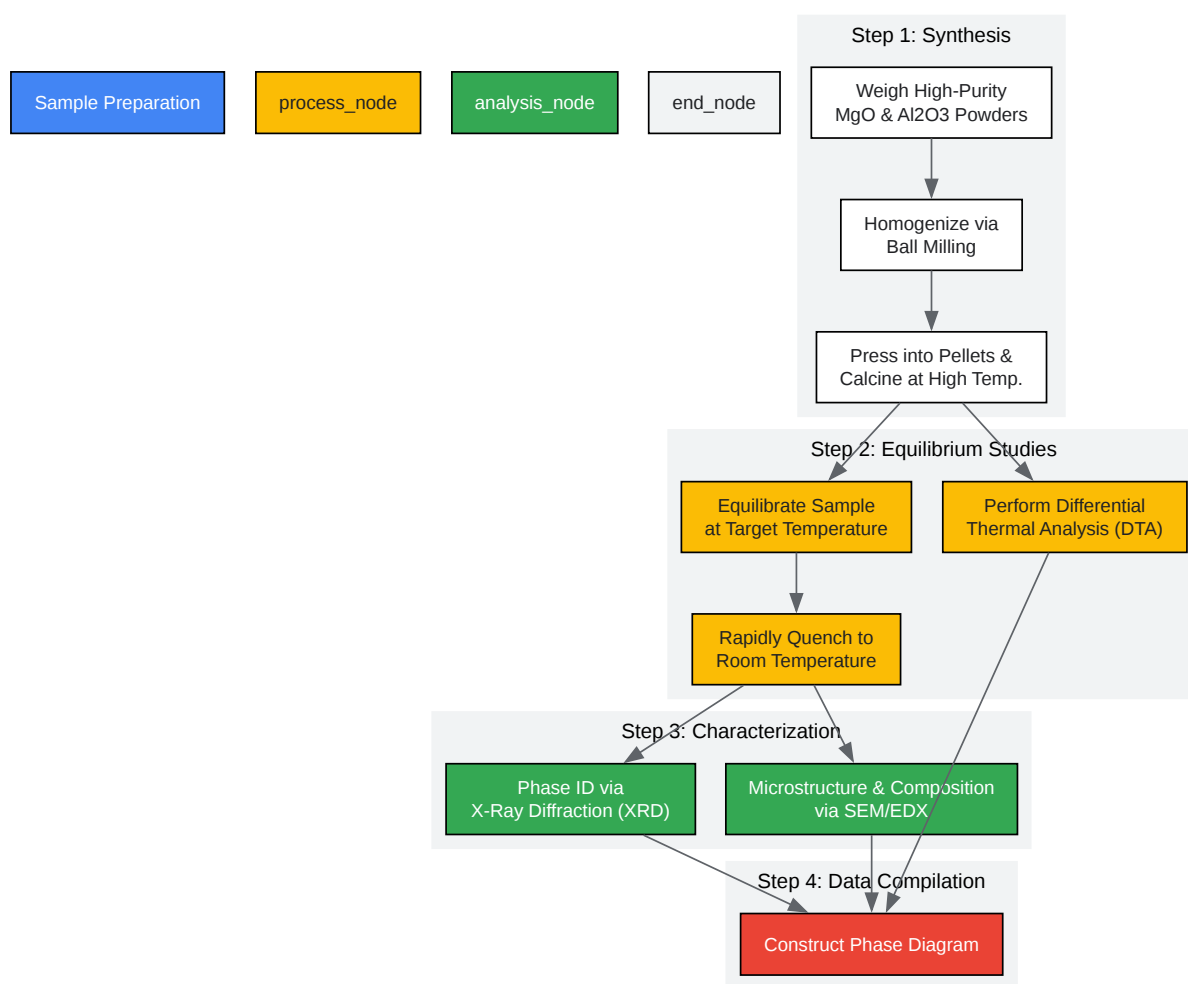 Step 1: Synthesis
Sample Preparation
process_node
analysis_node
end_node
Weigh High-Purity
MgO & Al2O3 Powders
Homogenize via
Ball Milling
Press into Pellets &
Calcine at High Temp.
Step 2: Equilibrium Studies
Equilibrate Sample
at Target Temperature
Perform Differential
Thermal Analysis (DTA)
Rapidly Quench to
Room Temperature
Step 3: Characterization
Phase ID via
X-Ray Diffraction (XRD)
Microstructure & Composition
via SEM/EDX
Step 4: Data Compilation
Construct Phase Diagram